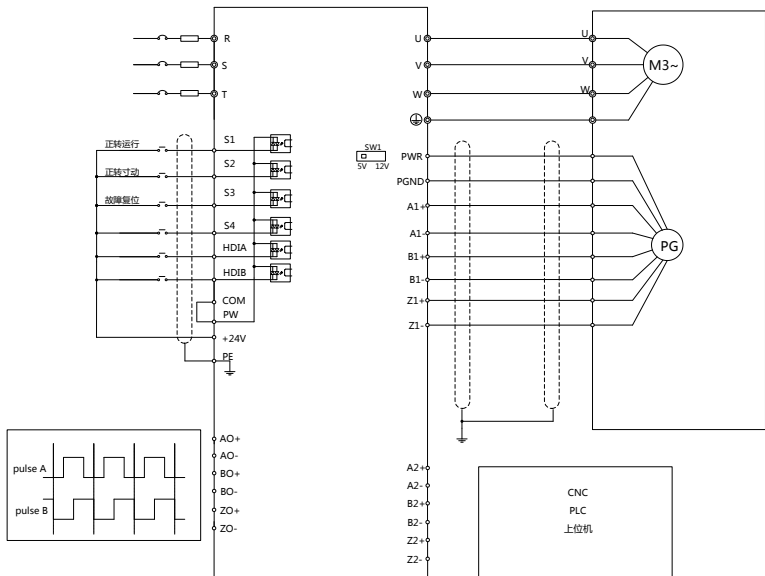 R
S
T
正转运行
S1
正转寸动
S2
故障复位
S3
S4
HDIA
HDIB
COM
PW
+24V
PE
SW1
5V 12V
U
V
W
U
V
W
M3~
PWR
PGND
A1+
A1-
B1+
B1-
Z1+
Z1-
PG
pulse A
pulse B
AO+
AO-
BO+
BO-
ZO+
ZO-
A2+
A2-
B2+
B2-
Z2+
Z2-
CNC
PLC
上位机